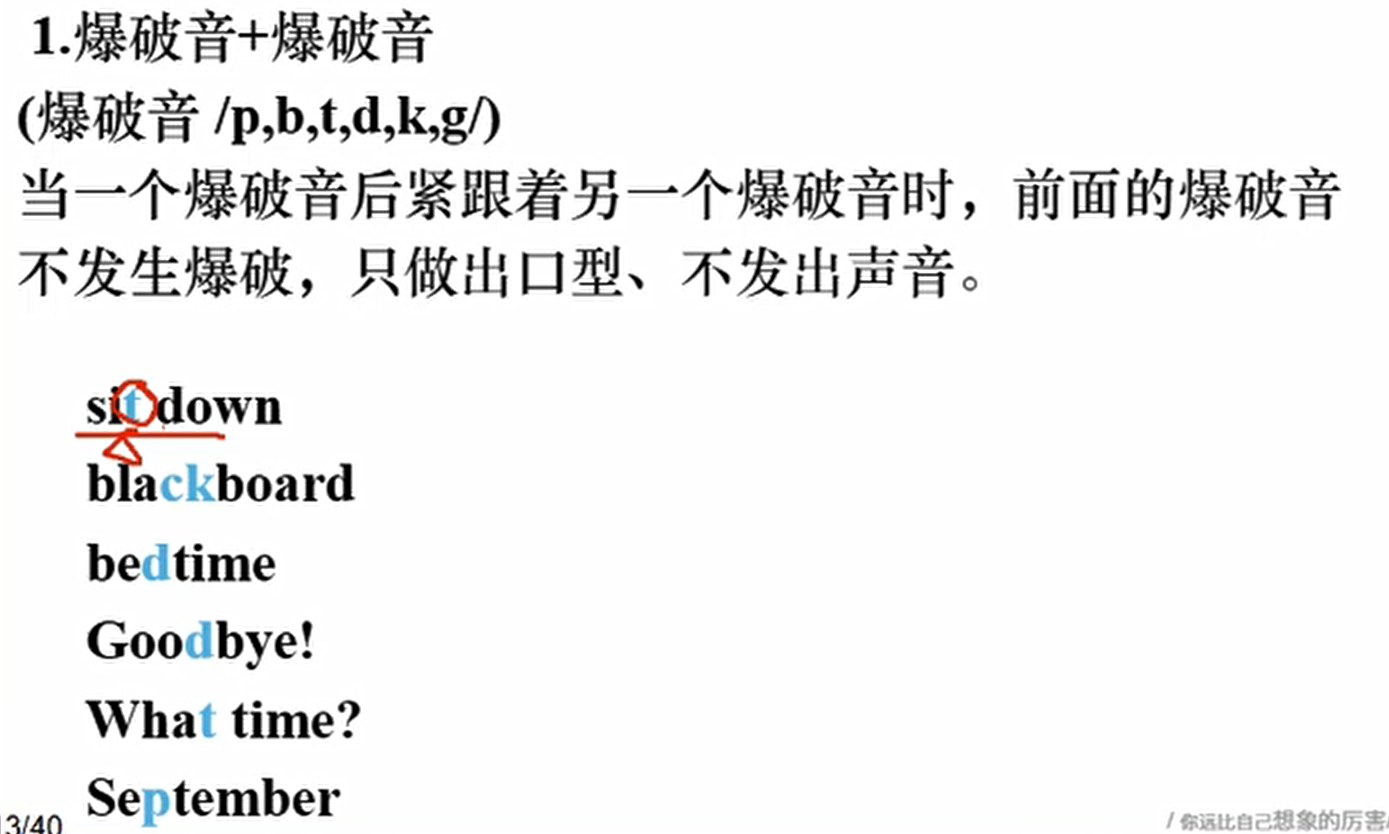 1.爆破音+爆破音
(爆破音 /p,b,t,d,k,g/)
当一个爆破音后紧跟着另一个爆破音时，前面的爆破音
不发生爆破，只做出口型、不发出声音。
sit down
blackboard
bedtime
Goodbye!
What time?
September
13/40
/ 你远比自己想象的厉害/